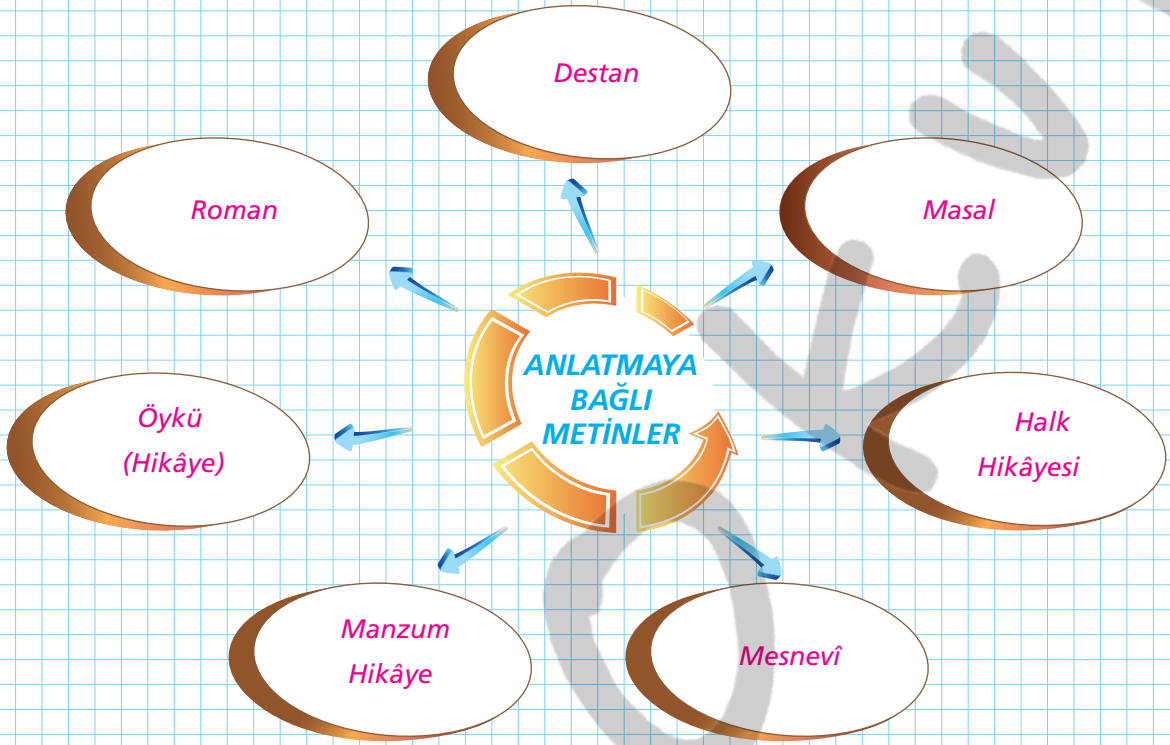 Destan
Roman
Masal
ANLATMAYA
BAĞLI
METİNLER
Öykü
(Hikâye)
Halk
Hikâyesi
Manzum
Hikâye
Mesnevî